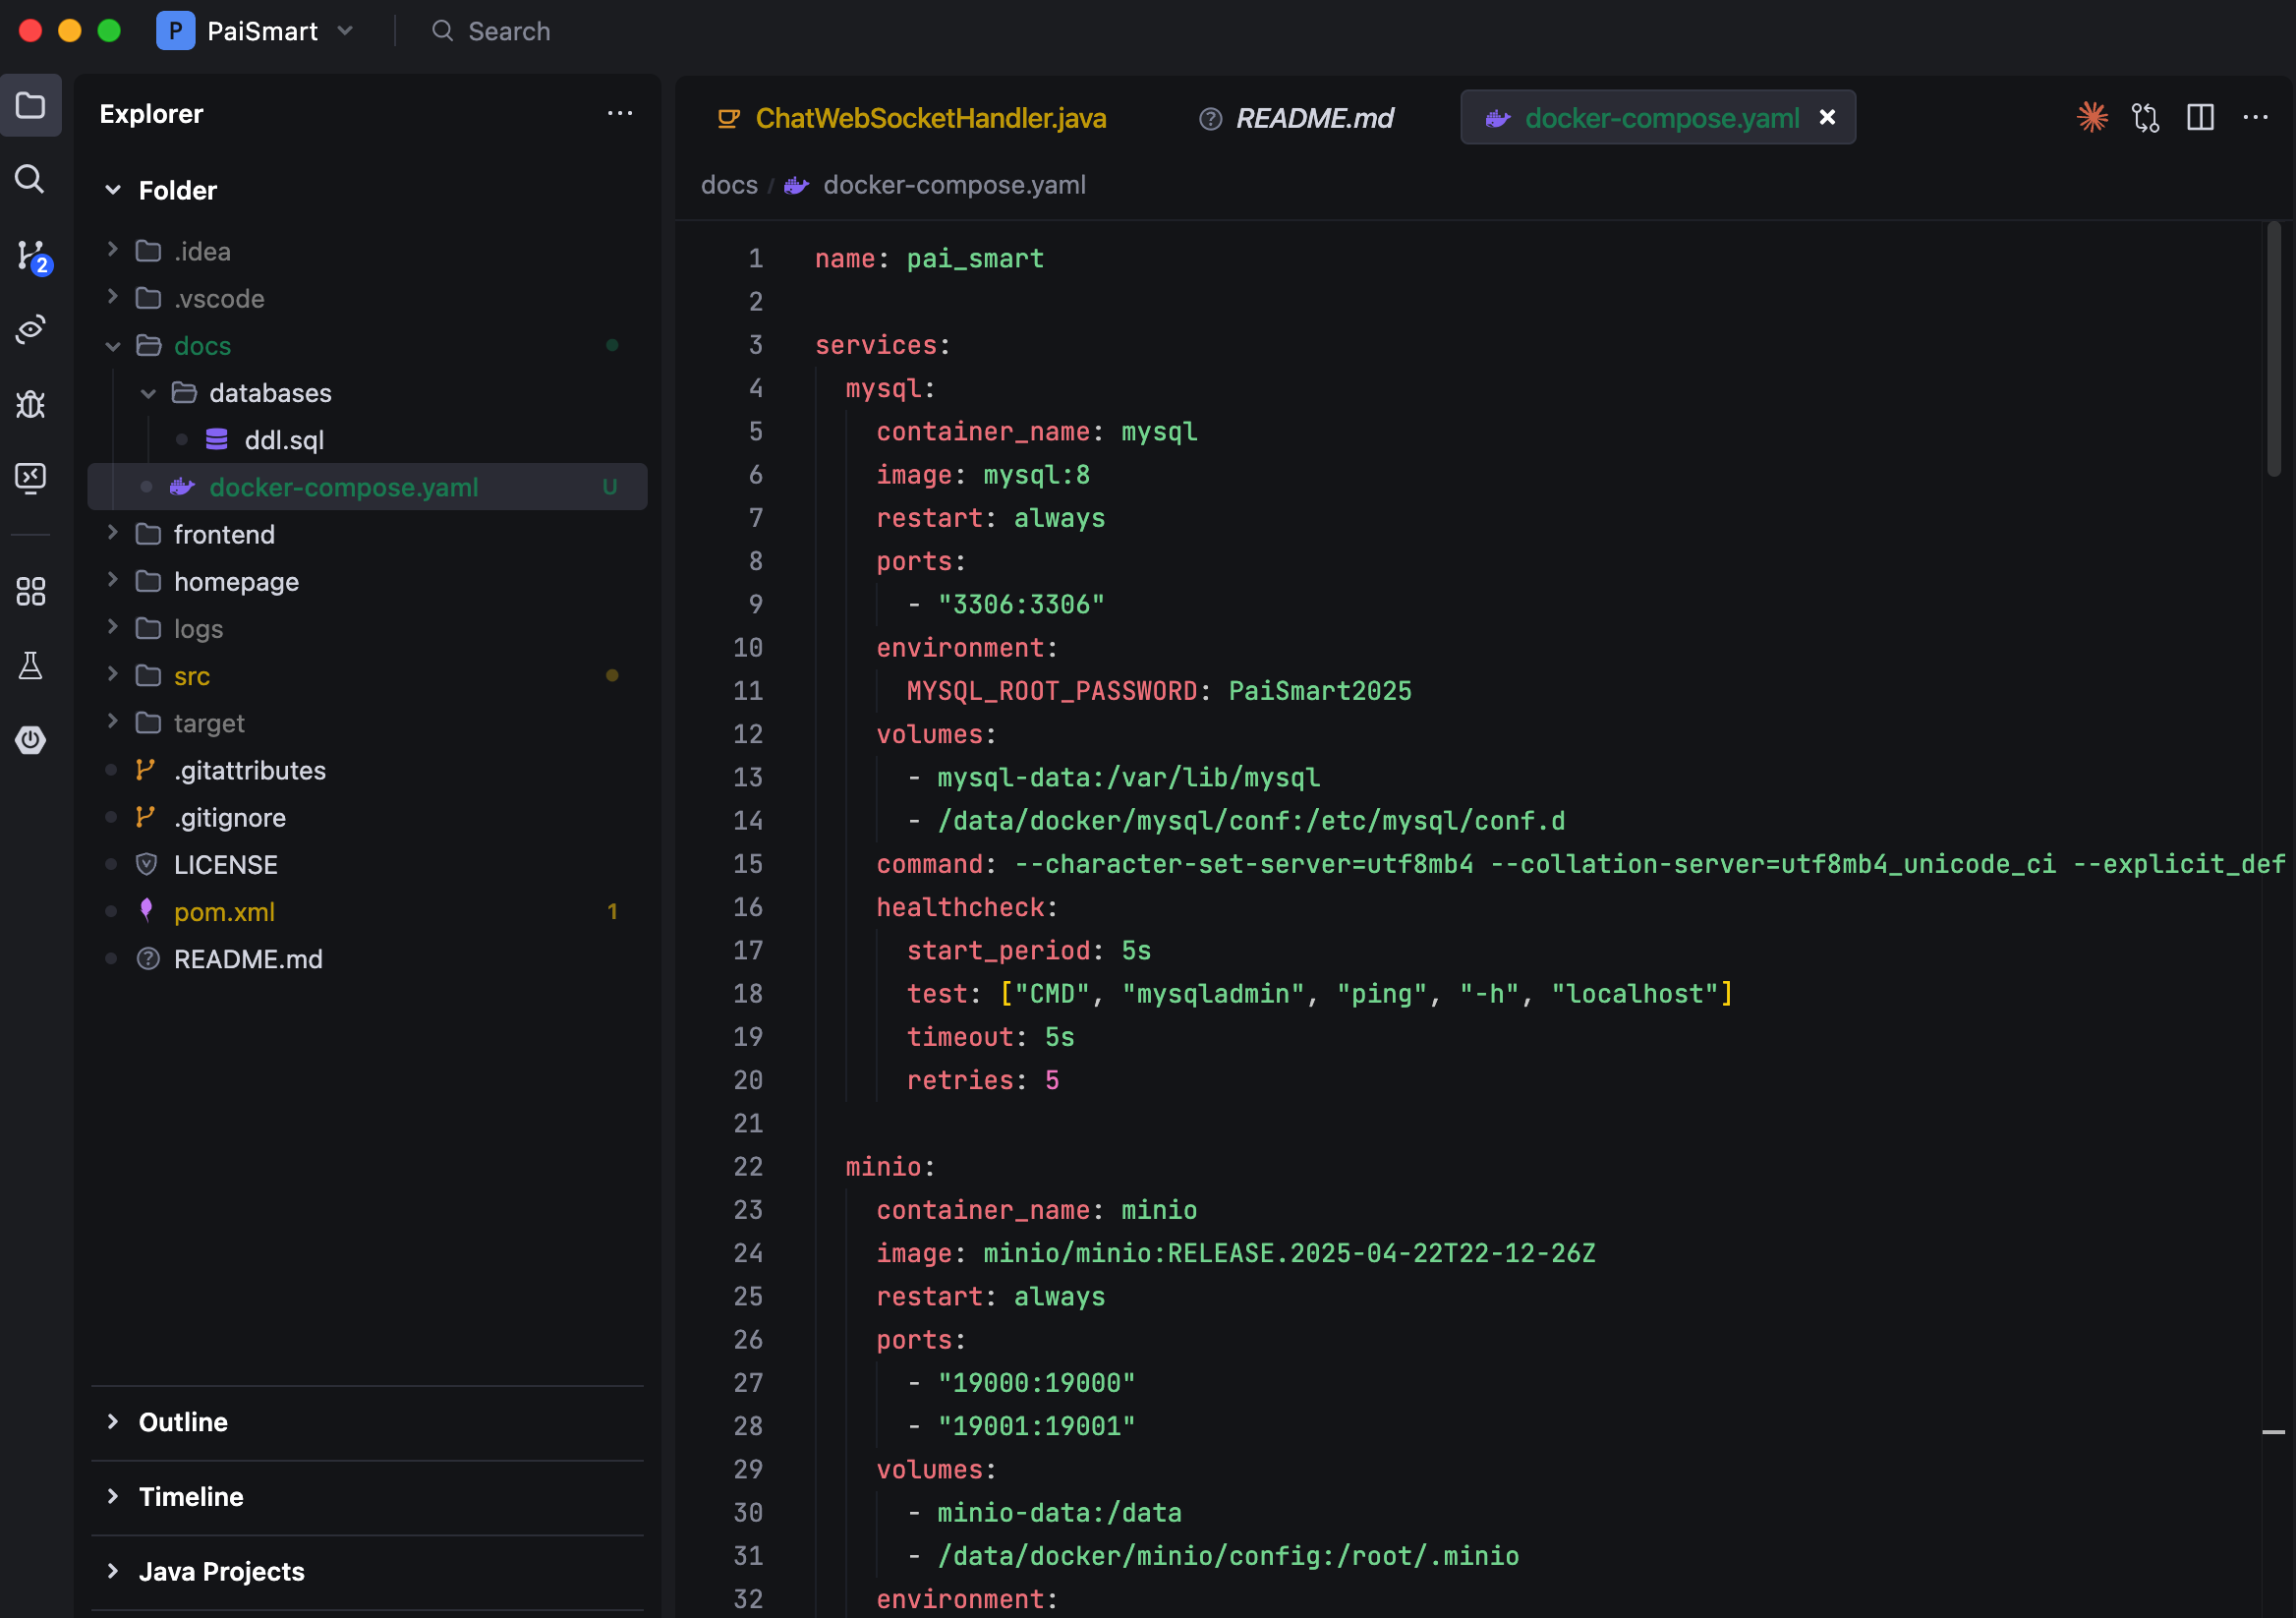 P PaiSmart Search
Explorer
Folder
.idea
.vscode
docs
databases
ddl.sql
docker-compose.yaml U
frontend
homepage
logs
src
target
.gitattributes
.gitignore
LICENSE
pom.xml 1
README.md
Outline
Timeline
Java Projects
2
ChatWebSocketHandler.java README.md docker-compose.yaml
docs / docker-compose.yaml
1 name: pai_smart
2
3 services:
4 mysql:
5 container_name: mysql
6 image: mysql:8
7 restart: always
8 ports:
9 - "3306:3306"
10 environment:
11 MYSQL_ROOT_PASSWORD: PaiSmart2025
12 volumes:
13 - mysql-data:/var/lib/mysql
14 - /data/docker/mysql/conf:/etc/mysql/conf.d
15 command: --character-set-server=utf8mb4 --collation-server=utf8mb4_unicode_ci --explicit_def
16 healthcheck:
17 start_period: 5s
18 test: ["CMD", "mysqladmin", "ping", "-h", "localhost"]
19 timeout: 5s
20 retries: 5
21
22 minio:
23 container_name: minio
24 image: minio/minio:RELEASE.2025-04-22T22-12-26Z
25 restart: always
26 ports:
27 - "19000:19000"
28 - "19001:19001"
29 volumes:
30 - minio-data:/data
31 - /data/docker/minio/config:/root/.minio
32 environment: